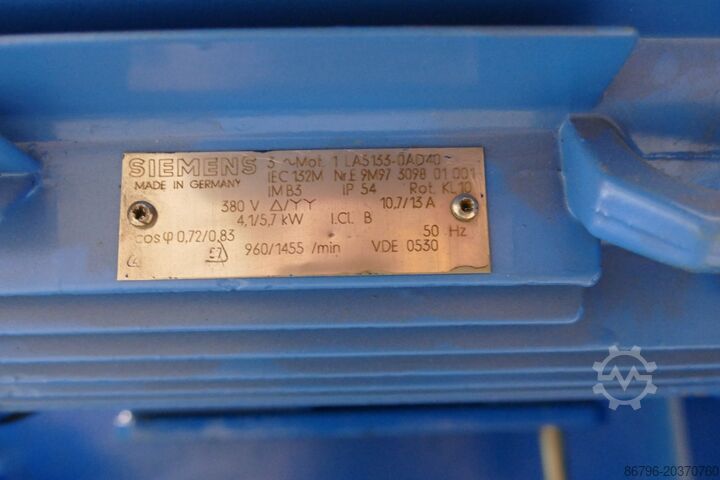 SIEMENS 3 ~Mot. 1 LA5133-0AD40
MADE IN GERMANY IEC 132M Nr.E 9M97 3098 01 001
IM B3 IP 54 Rot. KL 10
380 V Δ/YY 10,7/13 A
4,1/5,7 kW I.CL B
cos φ 0,72/0,83 50 Hz
960/1455 /min VDE 0530
86796-20370760